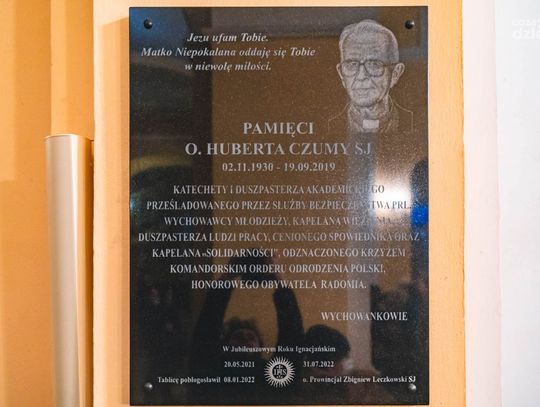 Jezu ufam Tobie.
Matko Niepokalana oddaję się Tobie
w niewolę miłości.
PAMIĘCI
O. HUBERTA CZUMY SJ
02.11.1930 - 19.09.2019
KATECHETY I DUSZPASTERZA AKADEMICKIEGO
PRZEŚLADOWANEGO PRZEZ SŁUŻBY BEZPIECZEŃSTWA PRL,
WYCHOWAWCY MŁODZIEŻY, KAPELANA WIĘZIENIA
DUSZPASTERZA LUDZI PRACY, CENIONEGO SPOWIEDNIKA ORAZ
KAPELANA „SOLIDARNOŚCI", ODZNACZONEGO KRZYŻEM
KOMANDORSKIM ORDERU ODRODZENIA POLSKI,
HONOROWEGO OBYWATELA RADOMIA.
WYCHOWANKOWIE
W Jubileuszowym Roku Ignacjańskim
20.05.2021 31.07.2022
IHS
Tablicę pobłogosławił 08.01.2022 o. Prowincjał Zbigniew Leczkowski SJ